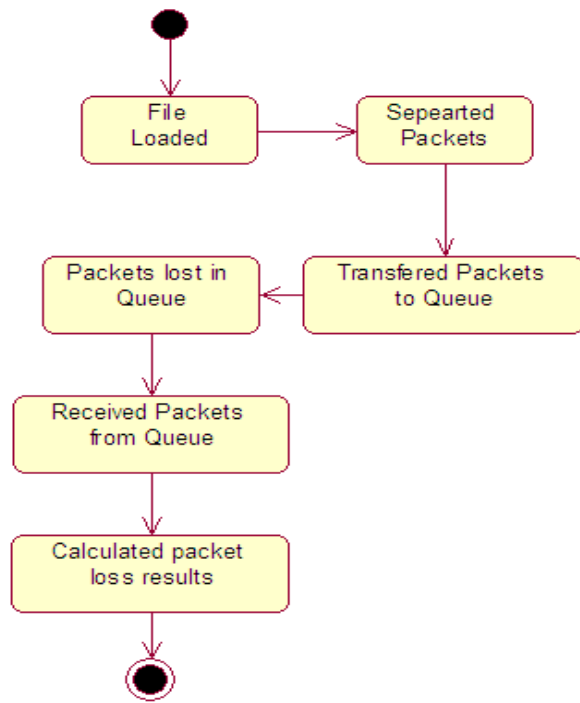 File
Loaded
Sepearted
Packets
Transfered Packets
to Queue
Packets lost in
Queue
Received Packets
from Queue
Calculated packet
loss results